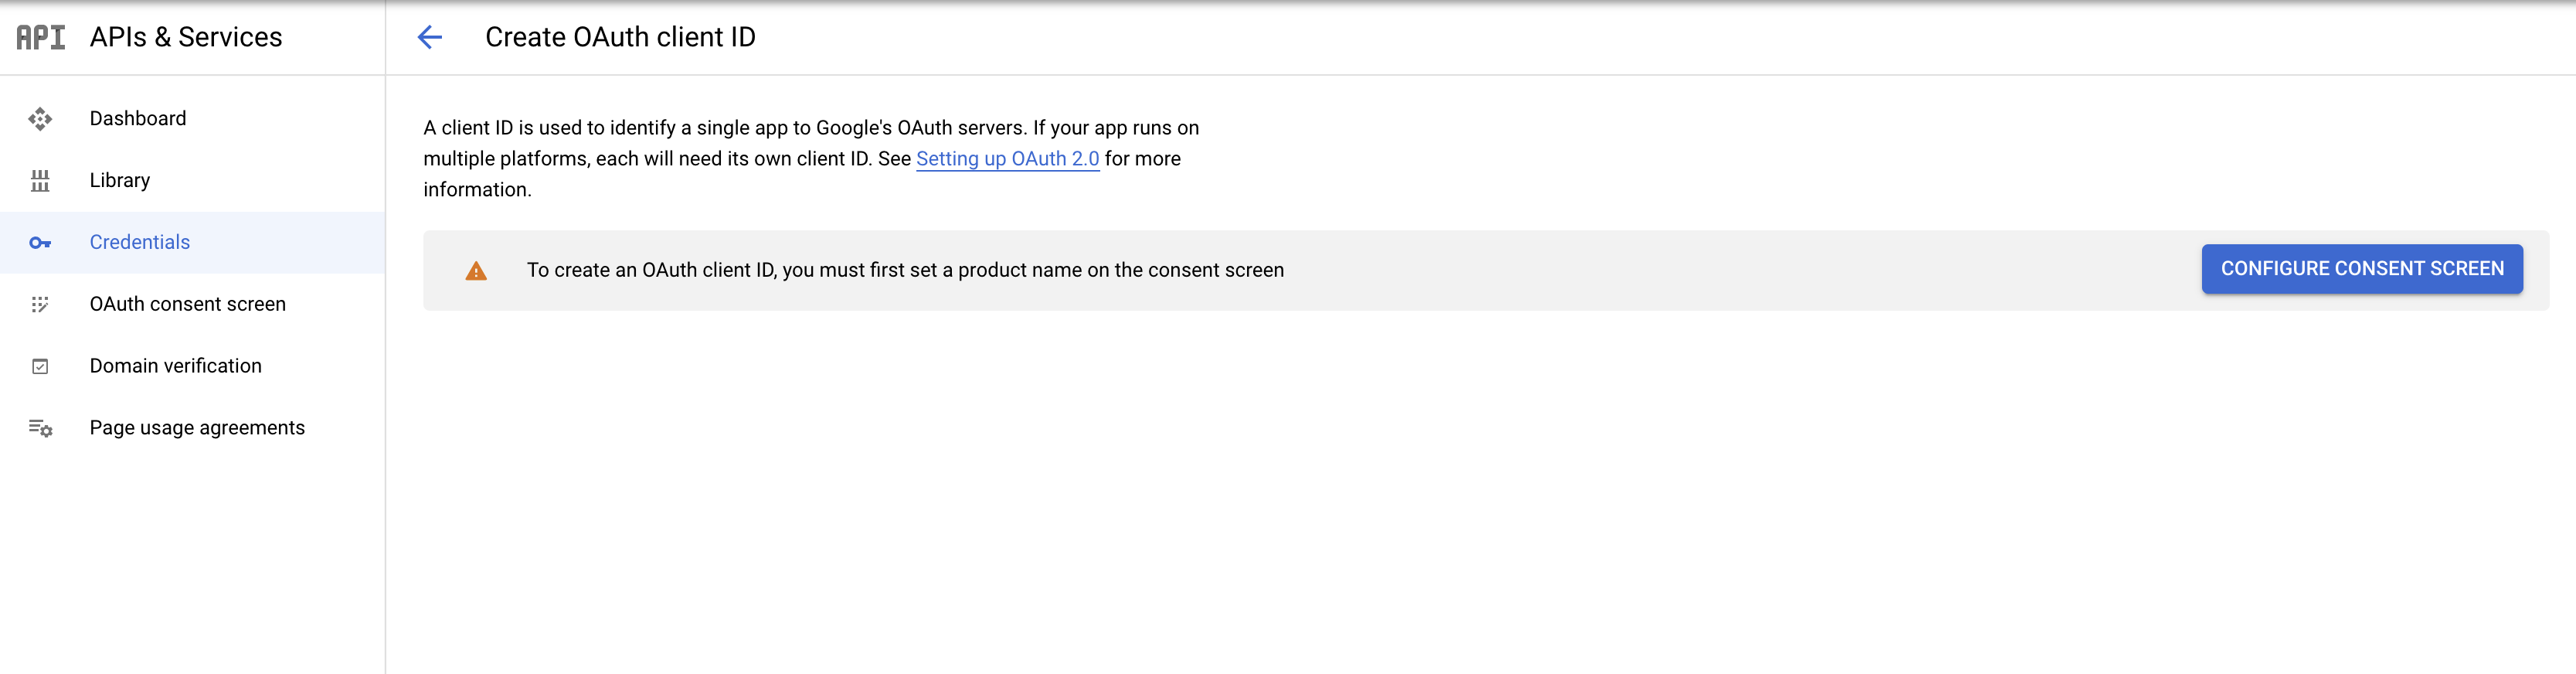 API APIs & Services
Create OAuth client ID
Dashboard
Library
Credentials
OAuth consent screen
Domain verification
Page usage agreements
A client ID is used to identify a single app to Google's OAuth servers. If your app runs on
multiple platforms, each will need its own client ID. See Setting up OAuth 2.0 for more
information.
To create an OAuth client ID, you must first set a product name on the consent screen
CONFIGURE CONSENT SCREEN